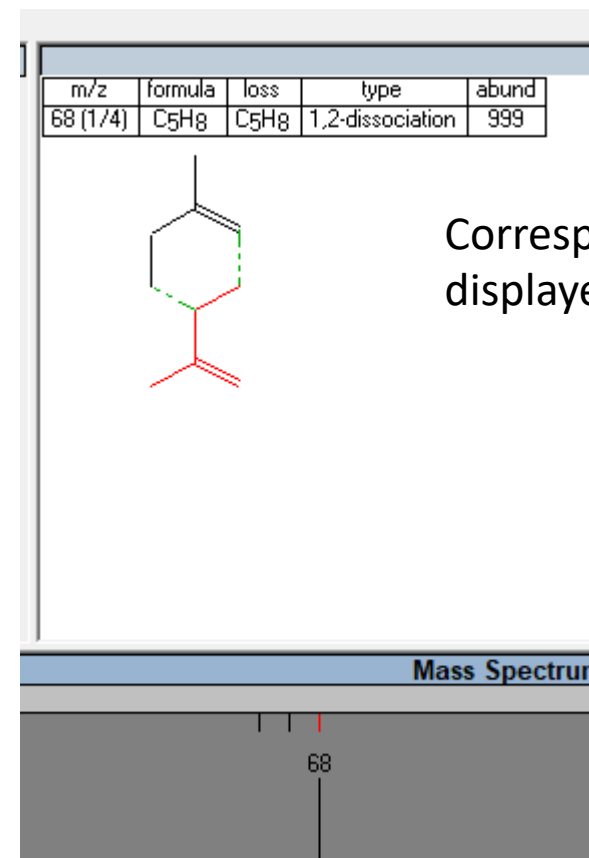 m/z formula loss type abund
68 (1/4) C5H8 C5H8 1,2-dissociation 999
Corresp
displaye
Mass Spectrum
68